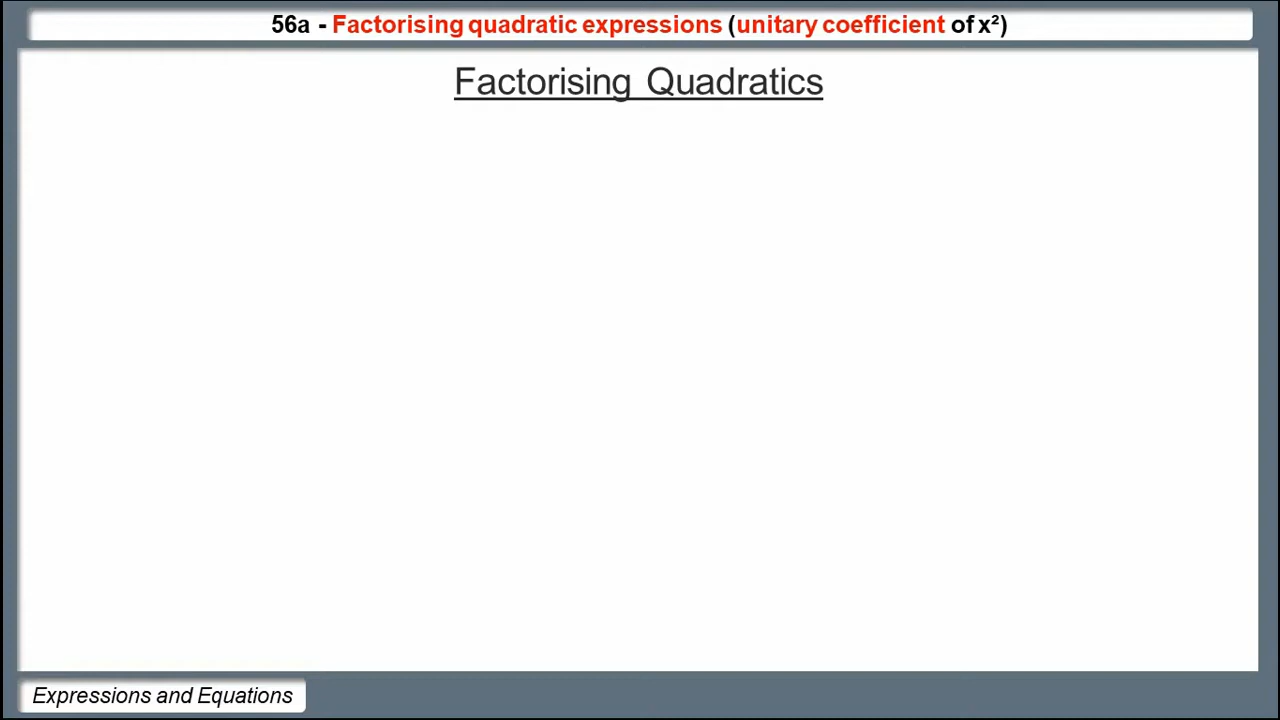 56a - Factorising quadratic expressions (unitary coefficient of x²)
Factorising Quadratics
Expressions and Equations